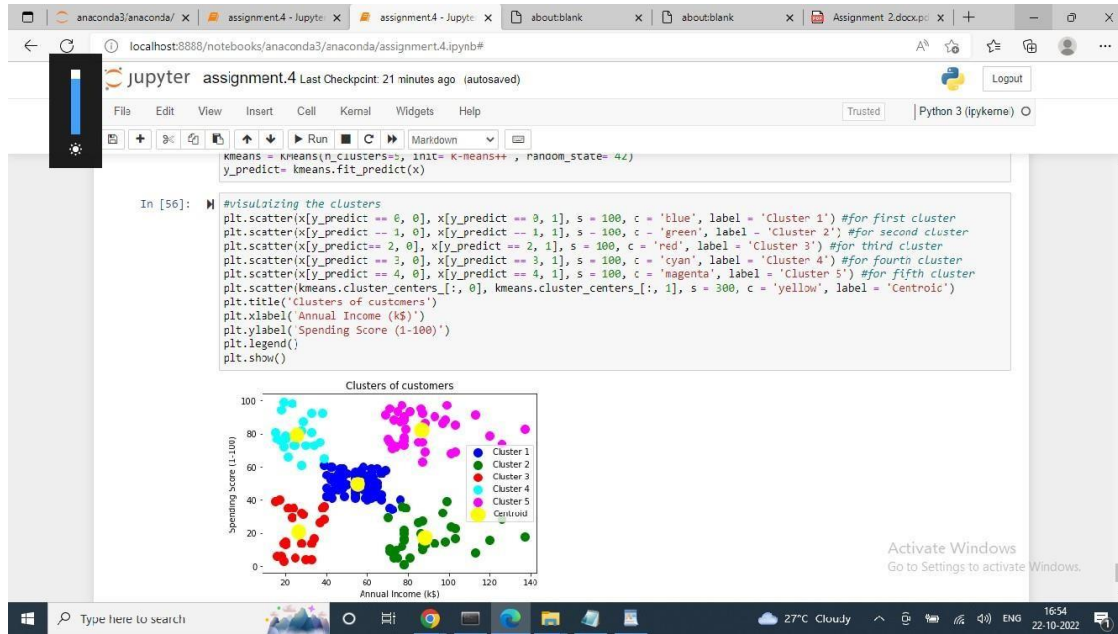 anaconda3/anaconda/
assignment.4 - Jupyte
assignment.4 - Jupyte
about:blank
about:blank
Assignment 2.docx.pd
localhost:8888/notebooks/anaconda3/anaconda/assignment.4.ipynb#
jupyter assignment.4 Last Checkpoint: 21 minutes ago (autosaved)
Logout
File Edit View Insert Cell Kernel Widgets Help
Trusted
Python 3 (ipykernel)
Run
Markdown
kmeans = KMeans(n_clusters=5, init= 'k-means++', random_state= 42)
y_predict= kmeans.fit_predict(x)
In [56]:
#visulaizing the clusters
plt.scatter(x[y_predict == 0, 0], x[y_predict == 0, 1], s = 100, c = 'blue', label = 'Cluster 1') #for first cluster
plt.scatter(x[y_predict == 1, 0], x[y_predict == 1, 1], s = 100, c = 'green', label = 'Cluster 2') #for second cluster
plt.scatter(x[y_predict== 2, 0], x[y_predict == 2, 1], s = 100, c = 'red', label = 'Cluster 3') #for third cluster
plt.scatter(x[y_predict == 3, 0], x[y_predict == 3, 1], s = 100, c = 'cyan', label = 'Cluster 4') #for fourth cluster
plt.scatter(x[y_predict == 4, 0], x[y_predict == 4, 1], s = 100, c = 'magenta', label = 'Cluster 5') #for fifth cluster
plt.scatter(kmeans.cluster_centers_[:, 0], kmeans.cluster_centers_[:, 1], s = 300, c = 'yellow', label = 'Centroid')
plt.title('Clusters of customers')
plt.xlabel('Annual Income (k$)')
plt.ylabel('Spending Score (1-100)')
plt.legend()
plt.show()
Clusters of customers
100
80
60
40
20
0
Spending Score (1-100)
Cluster 1
Cluster 2
Cluster 3
Cluster 4
Cluster 5
Centroid
20 40 60 80 100 120 140
Annual Income (k$)
Activate Windows
Go to Settings to activate Windows.
Type here to search
27°C Cloudy
ENG
16:54
22-10-2022